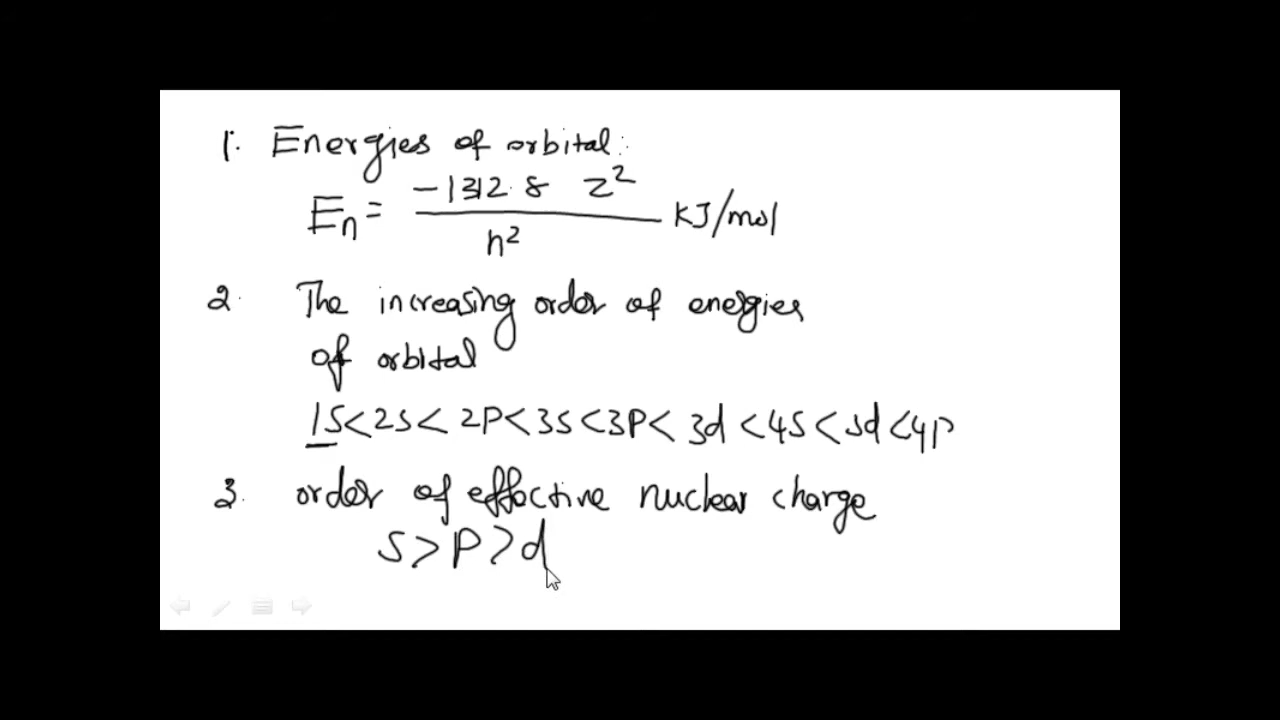 1. Energies of orbital:
En = -1312.8 Z²
n²
KJ/mol
2. The increasing order of energies
of orbital
1S<2s<2P<3s<3P<3d<4s<sd<4p
3. order of effective nuclear charge
S>P>d